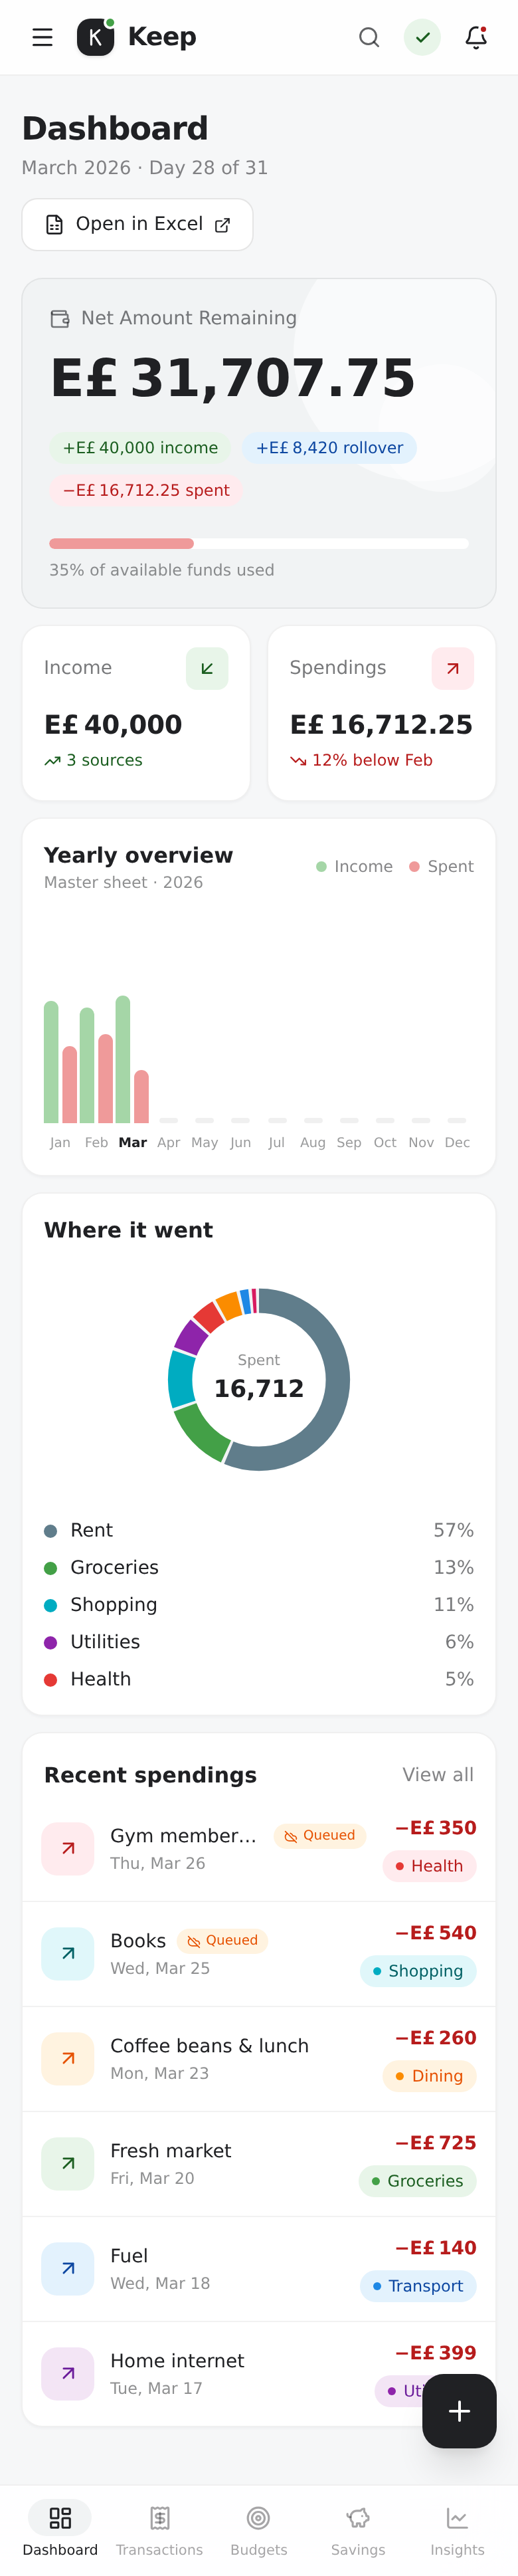 K Keep
Dashboard
March 2026 · Day 28 of 31
Open in Excel
Net Amount Remaining
E£ 31,707.75
+E£ 40,000 income +E£ 8,420 rollover
−E£ 16,712.25 spent
35% of available funds used
Income Spendings
E£ 40,000 E£ 16,712.25
3 sources 12% below Feb
Yearly overview
Income Spent
Master sheet · 2026
Jan Feb Mar Apr May Jun Jul Aug Sep Oct Nov Dec
Where it went
Spent
16,712
Rent 57%
Groceries 13%
Shopping 11%
Utilities 6%
Health 5%
Recent spendings View all
Gym member... Queued −E£ 350
Thu, Mar 26 Health
Books Queued −E£ 540
Wed, Mar 25 Shopping
Coffee beans & lunch −E£ 260
Mon, Mar 23 Dining
Fresh market −E£ 725
Fri, Mar 20 Groceries
Fuel −E£ 140
Wed, Mar 18 Transport
Home internet −E£ 399
Tue, Mar 17
Dashboard Transactions Budgets Savings Insights